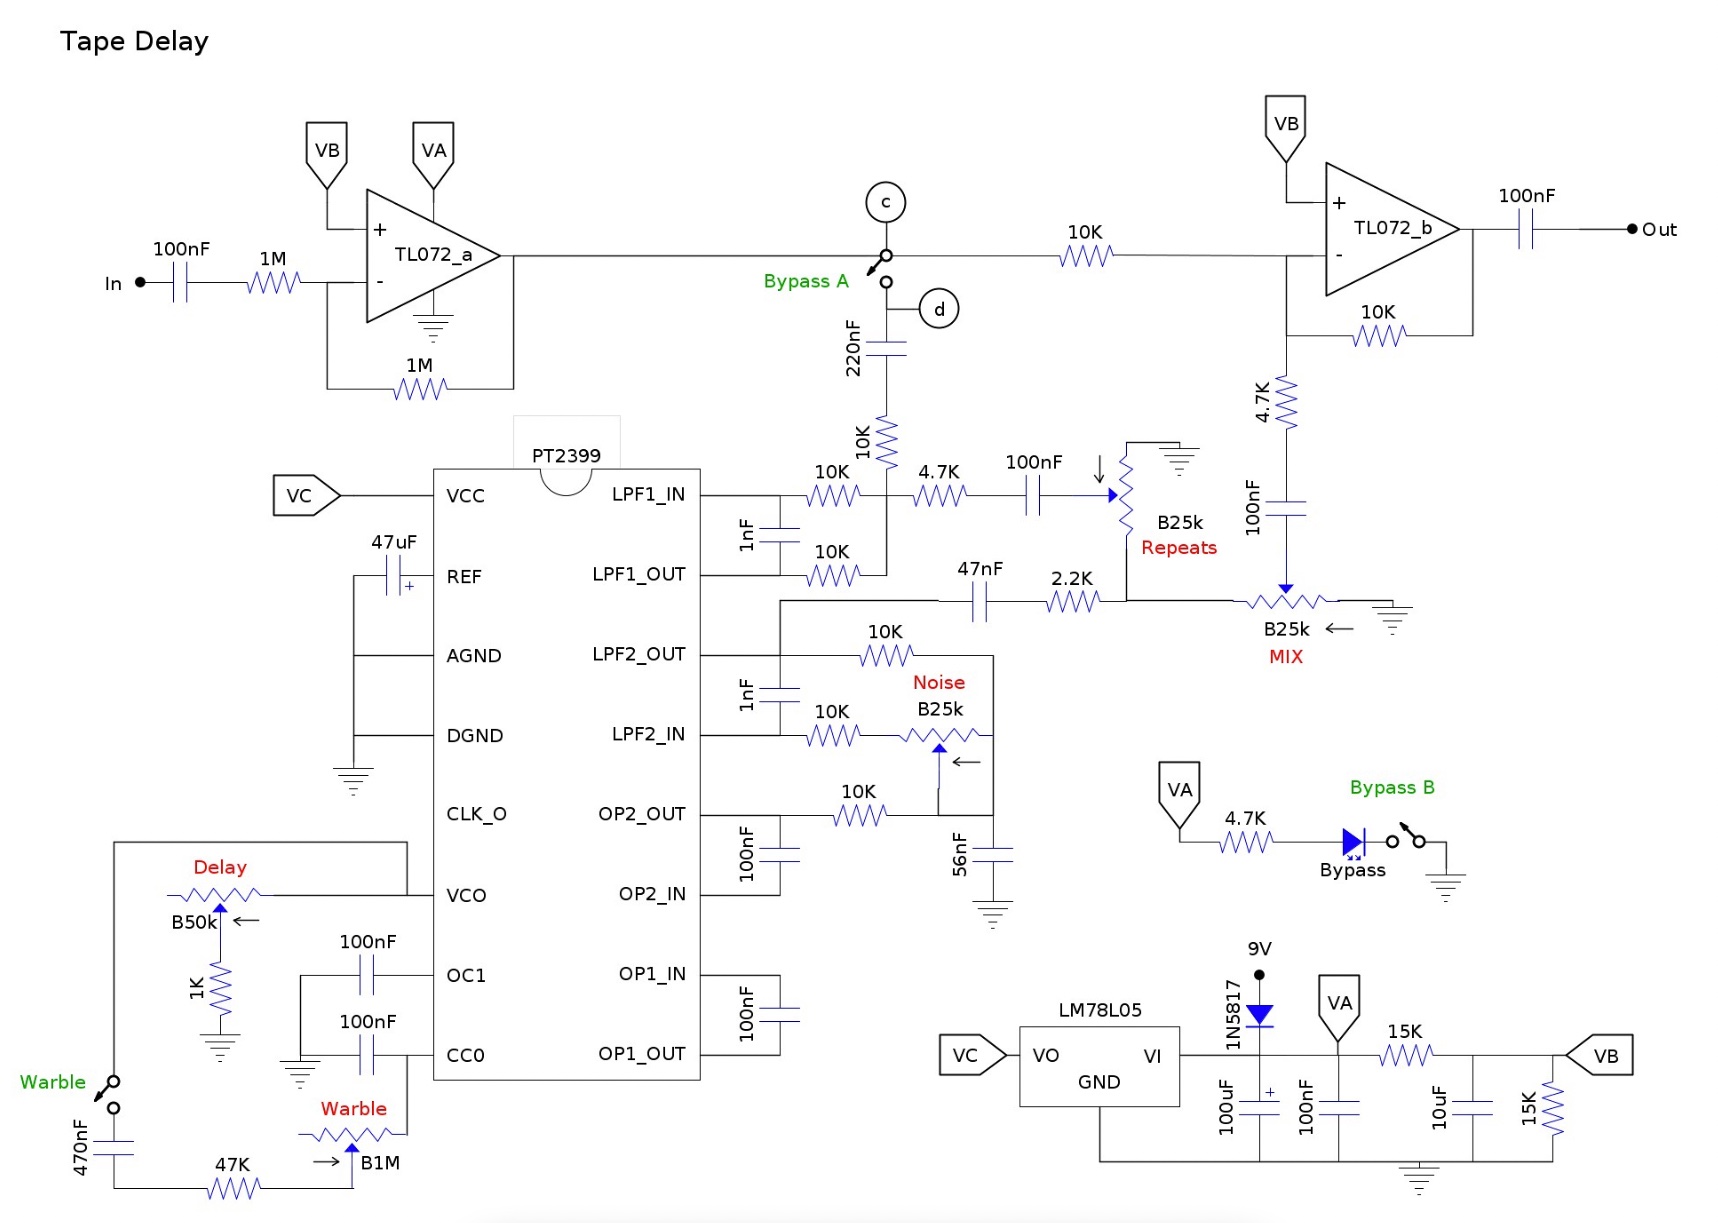 Tape Delay
VB
VA
VB
c
100nF
1M
+
TL072_a
-
In
1M
Bypass A
d
220nF
10K
10K
+
TL072_b
-
100nF
Out
10K
4.7K
100nF
PT2399
VC
VCC
LPF1_IN
10K
4.7K
100nF
B25k
Repeats
47uF
+
REF
1nF
LPF1_OUT
10K
47nF
2.2K
B25k
MIX
AGND
LPF2_OUT
10K
Noise
B25k
1nF
DGND
LPF2_IN
10K
CLK_O
OP2_OUT
10K
100nF
56nF
Delay
B50k
VCO
OP2_IN
1K
100nF
OC1
OP1_IN
100nF
100nF
CC0
OP1_OUT
Warble
470nF
47K
Warble
B1M
VA
4.7K
Bypass
Bypass B
9V
1N5817
LM78L05
VC
VO
VI
GND
VA
15K
VB
100uF
+
100nF
10uF
15K